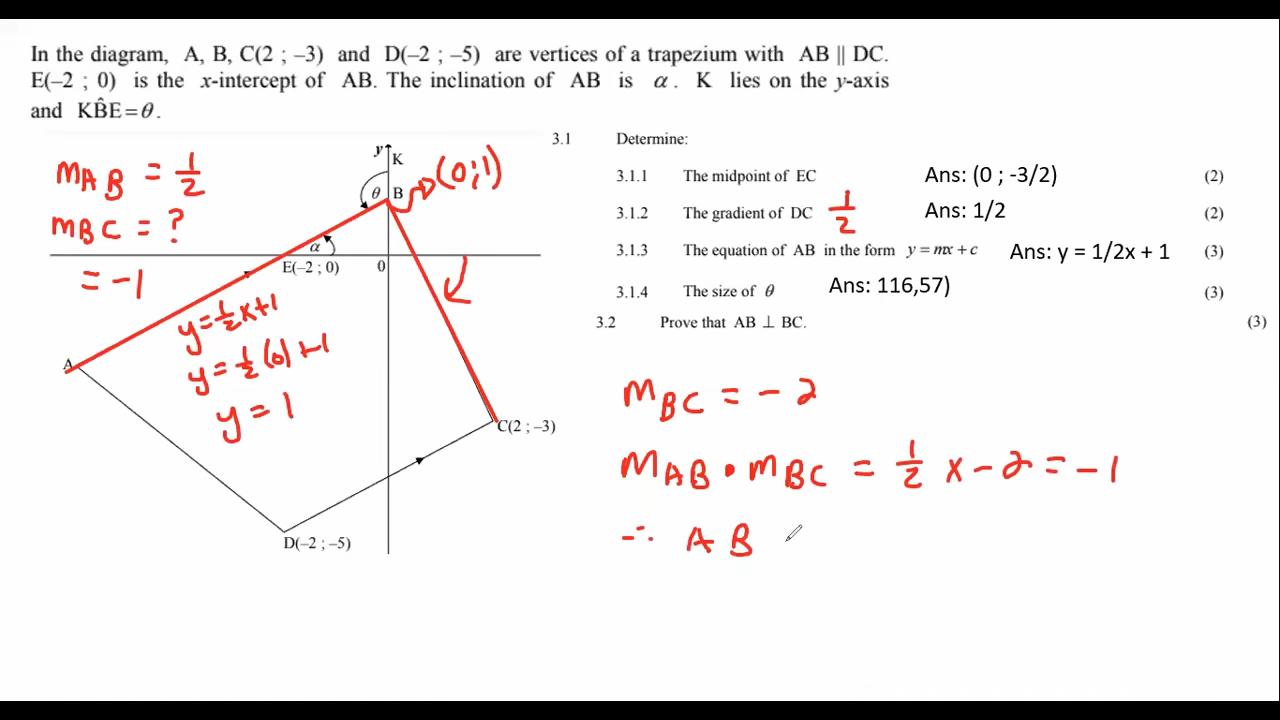 In the diagram, A, B, C(2 ; –3) and D(–2 ; –5) are vertices of a trapezium with AB || DC.
E(–2 ; 0) is the x-intercept of AB. The inclination of AB is α. K lies on the y-axis
and KB̂E = θ.
3.1 Determine:
3.1.1 The midpoint of EC Ans: (0 ; -3/2) (2)
3.1.2 The gradient of DC 1/2 Ans: 1/2 (2)
3.1.3 The equation of AB in the form y = mx + c Ans: y = 1/2x + 1 (3)
3.1.4 The size of θ Ans: 116,57) (3)
3.2 Prove that AB ⊥ BC. (3)
mAB = 1/2
mBC = ?
= -1
y
K
θ
B
(0;1)
α
E(–2 ; 0)
0
y = 1/2 x + 1
y = 1/2 (0) + 1
y = 1
A
C(2 ; –3)
D(–2 ; –5)
mBC = -2
mAB . mBC = 1/2 x -2 = -1
∴ AB